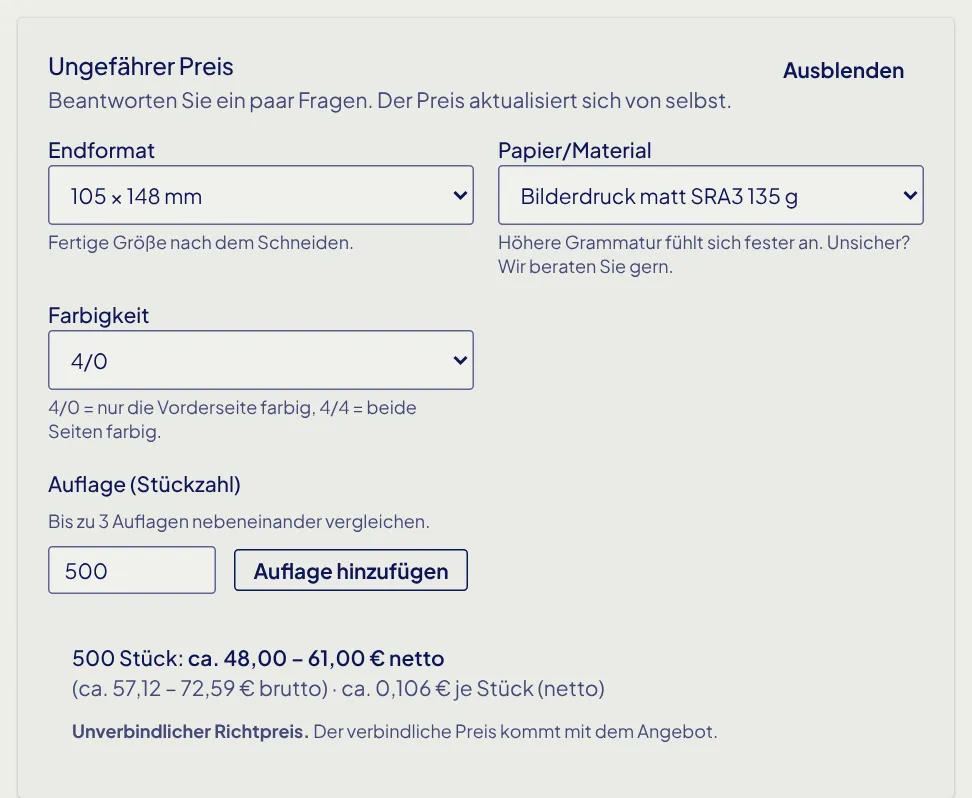 Ungefährer Preis
Ausblenden
Beantworten Sie ein paar Fragen. Der Preis aktualisiert sich von selbst.
Endformat
105 × 148 mm
Fertige Größe nach dem Schneiden.
Papier/Material
Bilderdruck matt SRA3 135 g
Höhere Grammatur fühlt sich fester an. Unsicher?
Wir beraten Sie gern.
Farbigkeit
4/0
4/0 = nur die Vorderseite farbig, 4/4 = beide
Seiten farbig.
Auflage (Stückzahl)
Bis zu 3 Auflagen nebeneinander vergleichen.
500
Auflage hinzufügen
500 Stück: ca. 48,00 – 61,00 € netto
(ca. 57,12 – 72,59 € brutto) · ca. 0,106 € je Stück (netto)
Unverbindlicher Richtpreis. Der verbindliche Preis kommt mit dem Angebot.